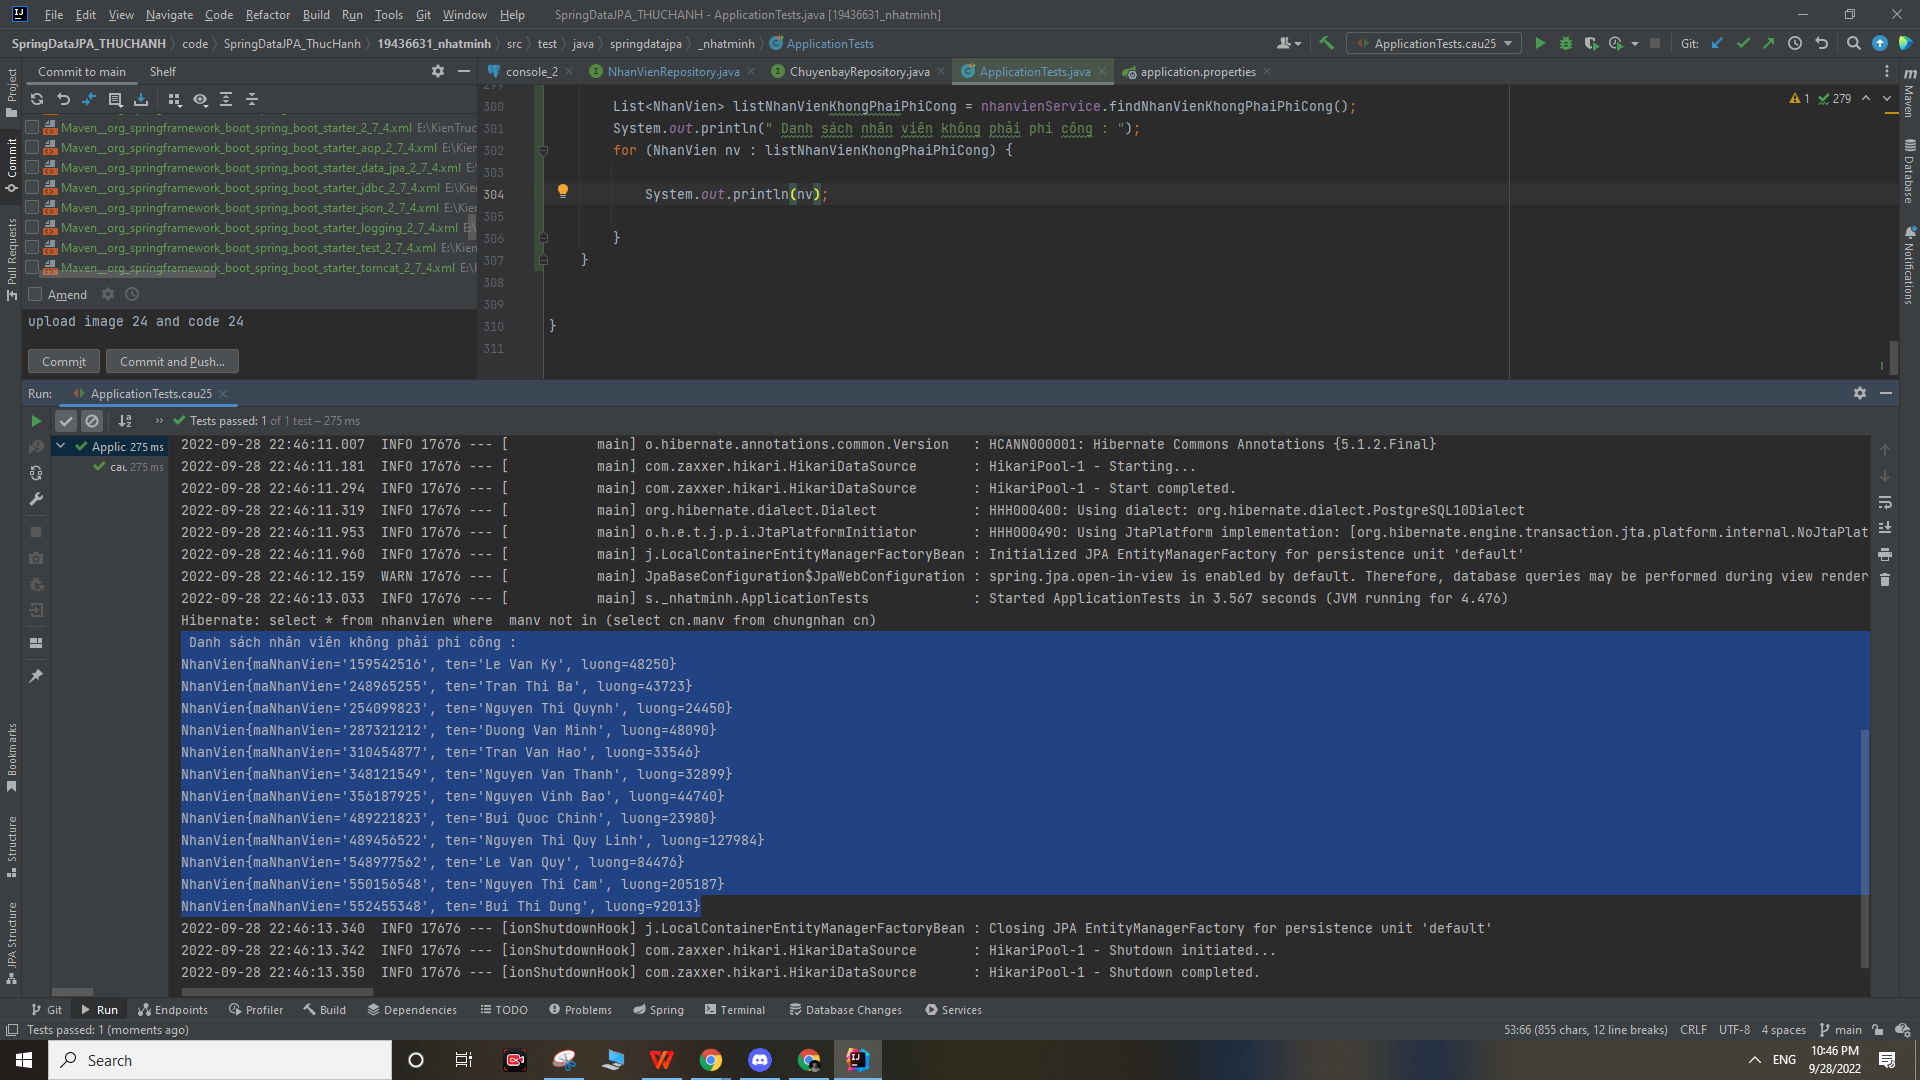 File Edit View Navigate Code Refactor Build Run Tools Git Window Help SpringDataJPA_THUCHANH - ApplicationTests.java [19436631_nhatminh]
SpringDataJPA_THUCHANH code SpringDataJPA_ThucHanh 19436631_nhatminh src test java springdatajpa _nhatminh ApplicationTests
ApplicationTests.cau25 Git:
Commit to main Shelf
console_2 NhanVienRepository.java ChuyenbayRepository.java ApplicationTests.java application.properties
Project
Commit
Pull Requests
Maven__org_springframework_boot_spring_boot_starter_2_7_4.xml E:\KienTruc
Maven__org_springframework_boot_spring_boot_starter_aop_2_7_4.xml E:\Kien
Maven__org_springframework_boot_spring_boot_starter_data_jpa_2_7_4.xml E:\
Maven__org_springframework_boot_spring_boot_starter_jdbc_2_7_4.xml E:\Kien
Maven__org_springframework_boot_spring_boot_starter_json_2_7_4.xml E:\Kien
Maven__org_springframework_boot_spring_boot_starter_logging_2_7_4.xml E:\
Maven__org_springframework_boot_spring_boot_starter_test_2_7_4.xml E:\Kien
Maven__org_springframework_boot_spring_boot_starter_tomcat_2_7_4.xml E:\
Amend
upload image 24 and code 24
Commit Commit and Push...
299
300 List<NhanVien> listNhanVienKhongPhaiPhiCong = nhanvienService.findNhanVienKhongPhaiPhiCong();
301 System.out.println(" Danh sách nhân viên không phải phi công : ");
302 for (NhanVien nv : listNhanVienKhongPhaiPhiCong) {
303
304 System.out.println(nv);
305
306 }
307 }
308
309
310 }
311
1 279
Maven
Database
Notifications
Run: ApplicationTests.cau25
Tests passed: 1 of 1 test – 275 ms
Applic 275 ms
cau 275 ms
2022-09-28 22:46:11.007 INFO 17676 --- [ main] o.hibernate.annotations.common.Version : HCANN000001: Hibernate Commons Annotations {5.1.2.Final}
2022-09-28 22:46:11.181 INFO 17676 --- [ main] com.zaxxer.hikari.HikariDataSource : HikariPool-1 - Starting...
2022-09-28 22:46:11.294 INFO 17676 --- [ main] com.zaxxer.hikari.HikariDataSource : HikariPool-1 - Start completed.
2022-09-28 22:46:11.319 INFO 17676 --- [ main] org.hibernate.dialect.Dialect : HHH000400: Using dialect: org.hibernate.dialect.PostgreSQL10Dialect
2022-09-28 22:46:11.953 INFO 17676 --- [ main] o.h.e.t.j.p.i.JtaPlatformInitiator : HHH000490: Using JtaPlatform implementation: [org.hibernate.engine.transaction.jta.platform.internal.NoJtaPlat
2022-09-28 22:46:11.960 INFO 17676 --- [ main] j.LocalContainerEntityManagerFactoryBean : Initialized JPA EntityManagerFactory for persistence unit 'default'
2022-09-28 22:46:12.159 WARN 17676 --- [ main] JpaBaseConfiguration$JpaWebConfiguration : spring.jpa.open-in-view is enabled by default. Therefore, database queries may be performed during view render
2022-09-28 22:46:13.033 INFO 17676 --- [ main] s._nhatminh.ApplicationTests : Started ApplicationTests in 3.567 seconds (JVM running for 4.476)
Hibernate: select * from nhanvien where manv not in (select cn.manv from chungnhan cn)
Danh sách nhân viên không phải phi công :
NhanVien{maNhanVien='159542516', ten='Le Van Ky', luong=48250}
NhanVien{maNhanVien='248965255', ten='Tran Thi Ba', luong=43723}
NhanVien{maNhanVien='254099823', ten='Nguyen Thi Quynh', luong=24450}
NhanVien{maNhanVien='287321212', ten='Duong Van Minh', luong=48090}
NhanVien{maNhanVien='310454877', ten='Tran Van Hao', luong=33546}
NhanVien{maNhanVien='348121549', ten='Nguyen Van Thanh', luong=32899}
NhanVien{maNhanVien='356187925', ten='Nguyen Vinh Bao', luong=44740}
NhanVien{maNhanVien='489221823', ten='Bui Quoc Chinh', luong=23980}
NhanVien{maNhanVien='489456522', ten='Nguyen Thi Quy Linh', luong=127984}
NhanVien{maNhanVien='548977562', ten='Le Van Quy', luong=84476}
NhanVien{maNhanVien='550156548', ten='Nguyen Thi Cam', luong=205187}
NhanVien{maNhanVien='552455348', ten='Bui Thi Dung', luong=92013}
2022-09-28 22:46:13.340 INFO 17676 --- [ionShutdownHook] j.LocalContainerEntityManagerFactoryBean : Closing JPA EntityManagerFactory for persistence unit 'default'
2022-09-28 22:46:13.342 INFO 17676 --- [ionShutdownHook] com.zaxxer.hikari.HikariDataSource : HikariPool-1 - Shutdown initiated...
2022-09-28 22:46:13.350 INFO 17676 --- [ionShutdownHook] com.zaxxer.hikari.HikariDataSource : HikariPool-1 - Shutdown completed.
Bookmarks
Structure
JPA Structure
Git Run Endpoints Profiler Build Dependencies TODO Problems Spring Terminal Database Changes Services
Tests passed: 1 (moments ago) 53:66 (855 chars, 12 line breaks) CRLF UTF-8 4 spaces main
Search
ENG
10:46 PM
9/28/2022